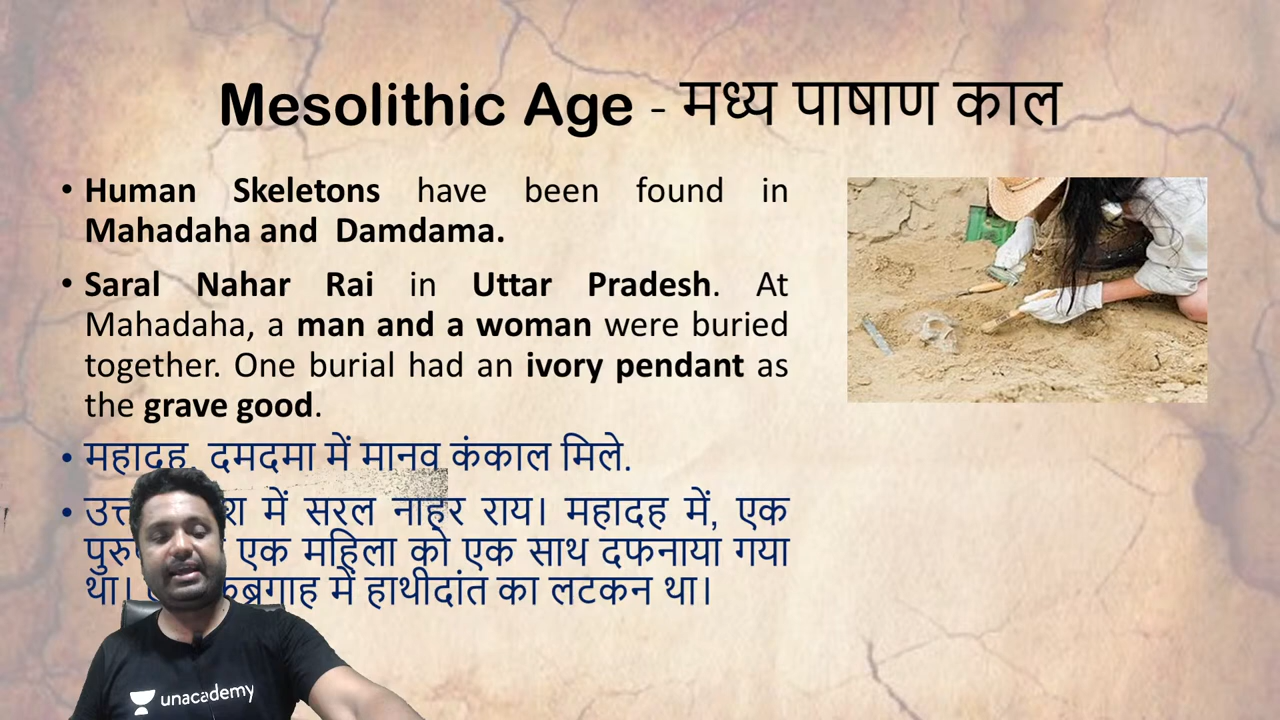 Mesolithic Age - मध्य पाषाण काल
• Human Skeletons have been found in
Mahadaha and Damdama.
• Saral Nahar Rai in Uttar Pradesh. At
Mahadaha, a man and a woman were buried
together. One burial had an ivory pendant as
the grave good.
• महादह, दमदमा में मानव कंकाल मिले.
• में सरल नाहर राय। महादह में, एक
एक महिला को एक साथ दफनाया गया
था। में हाथीदांत का लटकन था।
unacademy